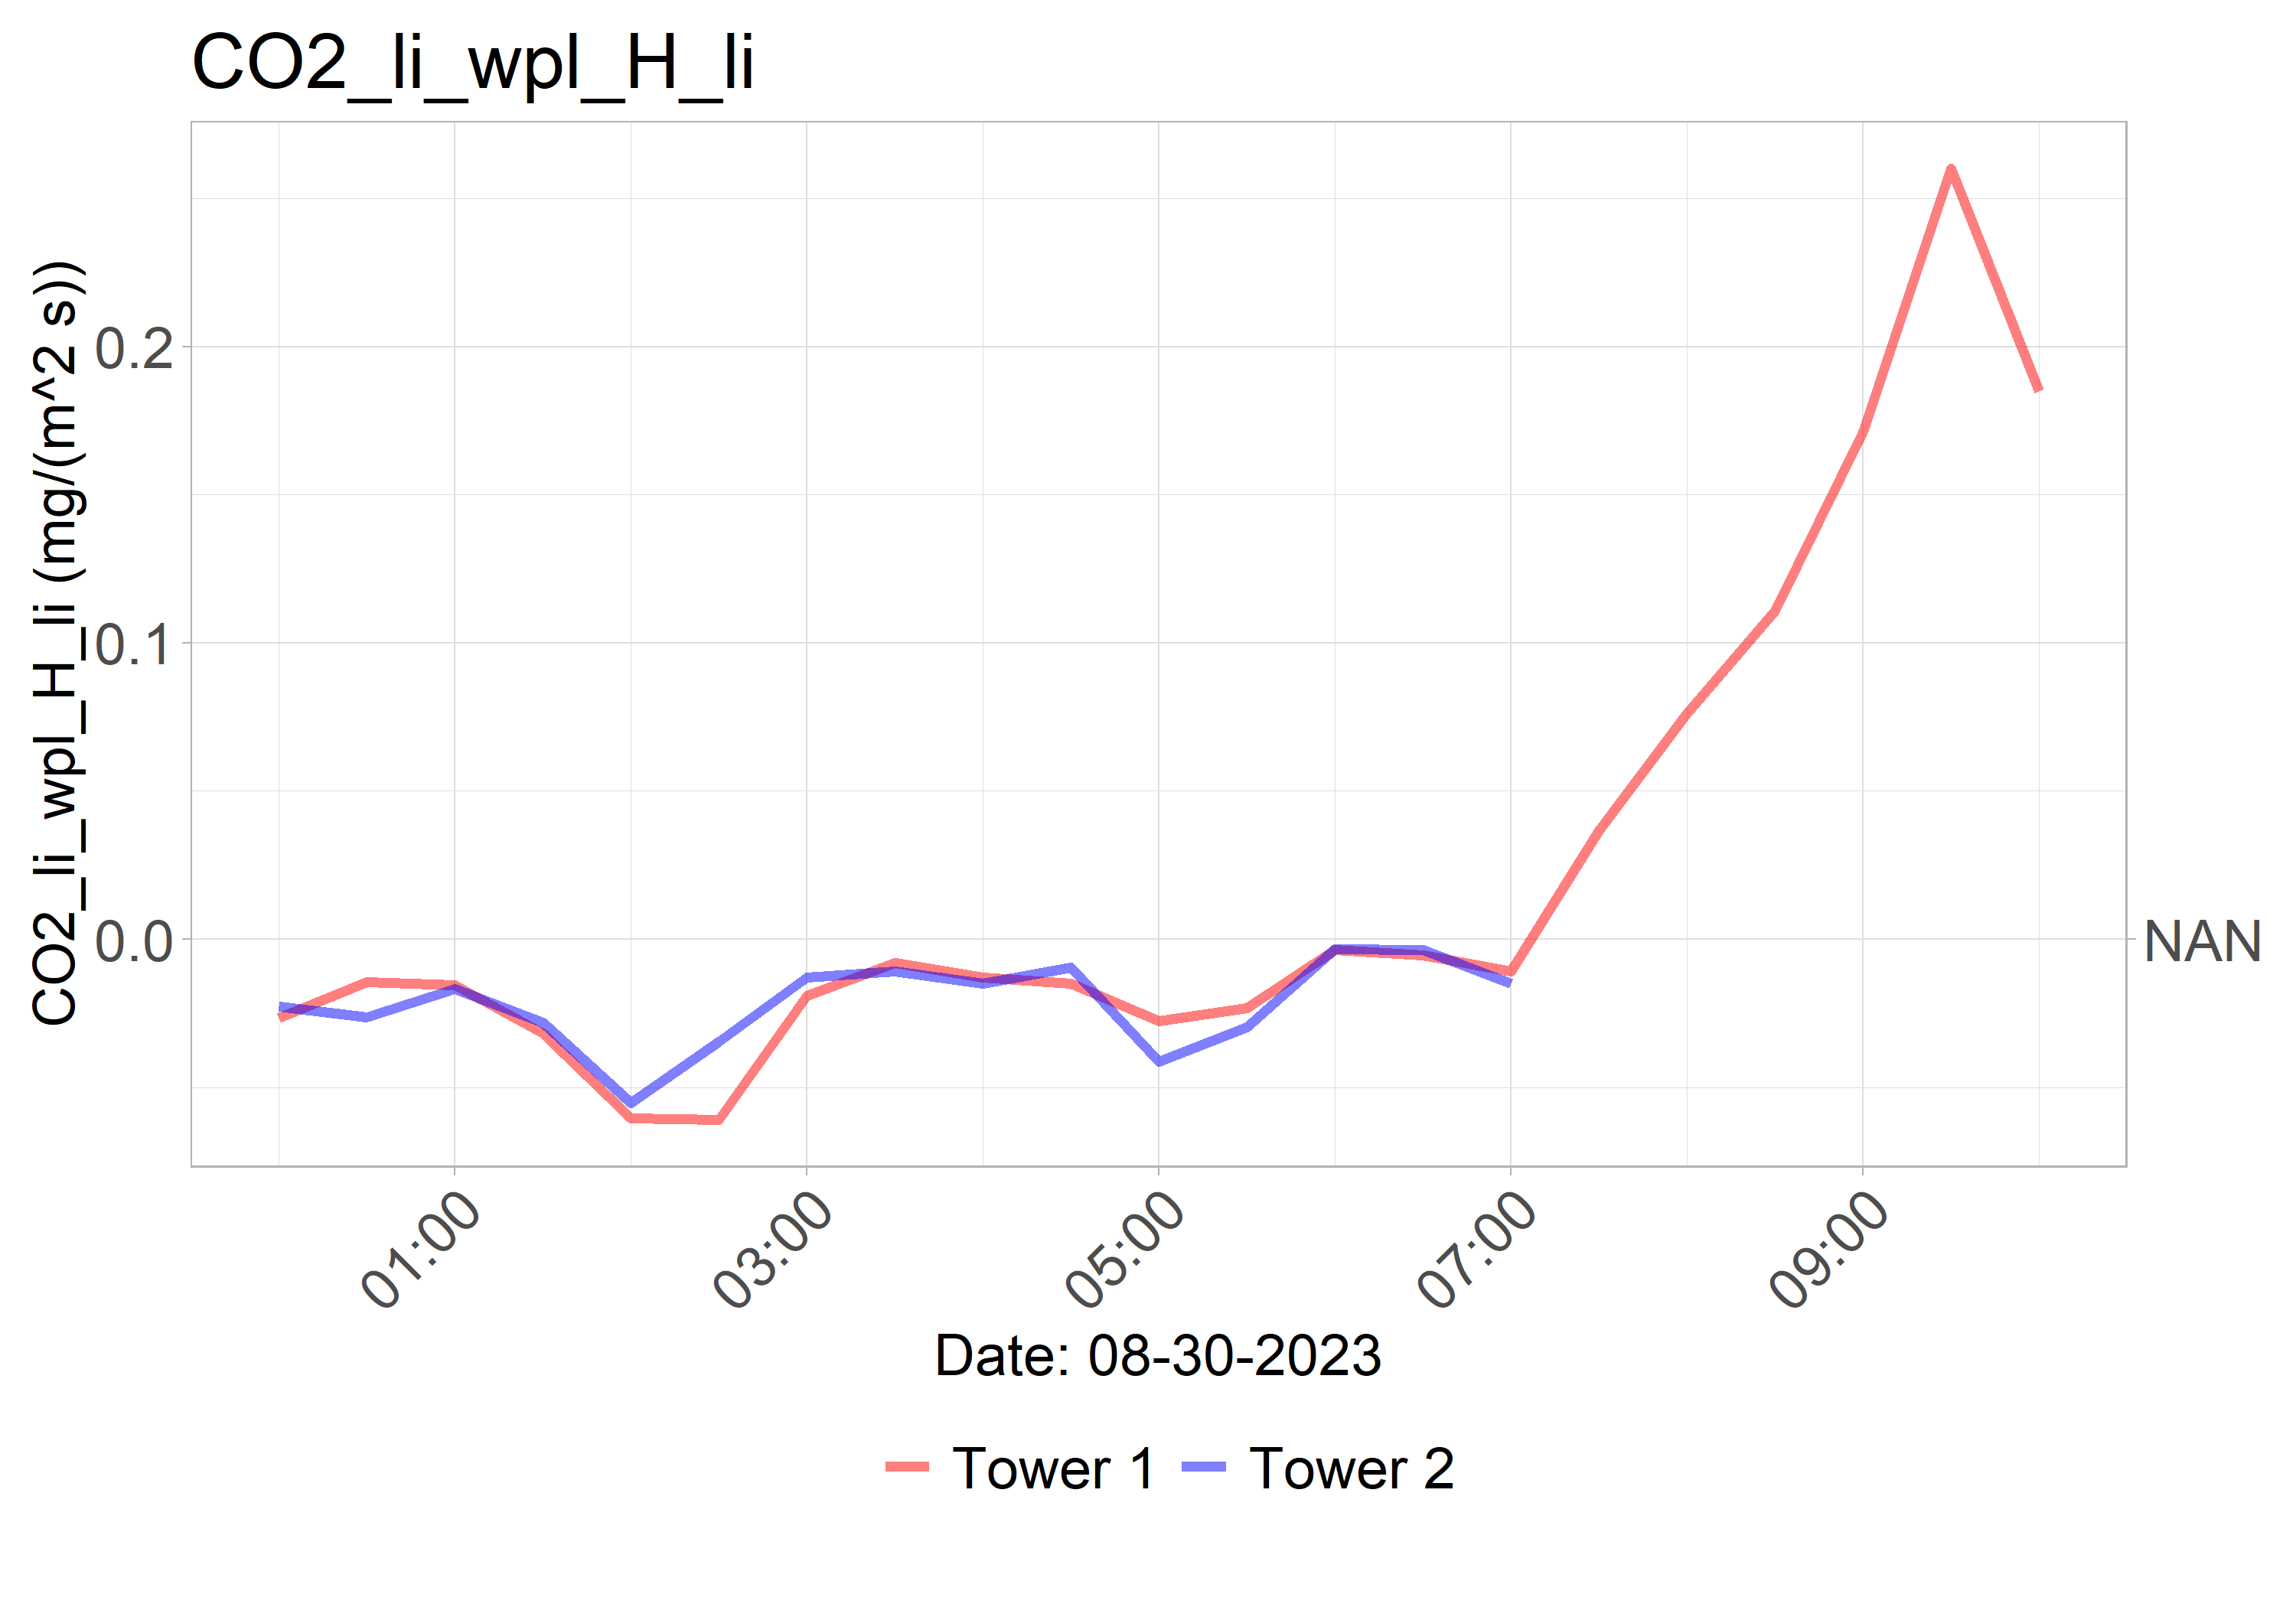 CO2_li_wpl_H_li
CO2_li_wpl_H_li (mg/(m^2 s))
0.2
0.1
0.0
NAN
01:00
03:00
05:00
07:00
09:00
Date: 08-30-2023
Tower 1
Tower 2